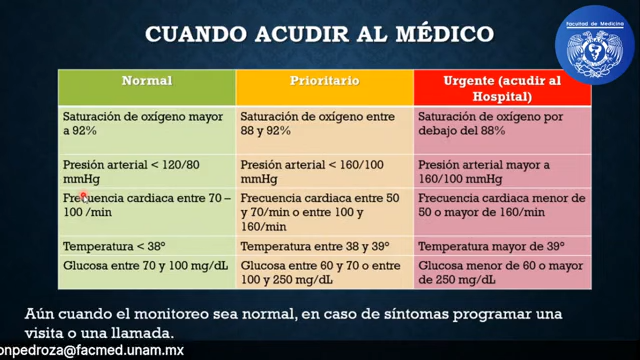 CUANDO ACUDIR AL MÉDICO
Facultad de Medicina
Normal
Prioritario
Urgente (acudir al
Hospital)
Saturación de oxígeno mayor
a 92%
Saturación de oxígeno entre
88 y 92%
Saturación de oxígeno por
debajo del 88%
Presión arterial < 120/80
mmHg
Presión arterial < 160/100
mmHg
Presión arterial mayor a
160/100 mmHg
Frecuencia cardiaca entre 70 –
100 /min
Frecuencia cardiaca entre 50
y 70/min o entre 100 y
160/min
Frecuencia cardiaca menor de
50 o mayor de 160/min
Temperatura < 38º
Temperatura entre 38 y 39º
Temperatura mayor de 39º
Glucosa entre 70 y 100 mg/dL
Glucosa entre 60 y 70 o entre
100 y 250 mg/dL
Glucosa menor de 60 o mayor
de 250 mg/dL
Aún cuando el monitoreo sea normal, en caso de síntomas programar una
visita o una llamada.
onpedroza@facmed.unam.mx